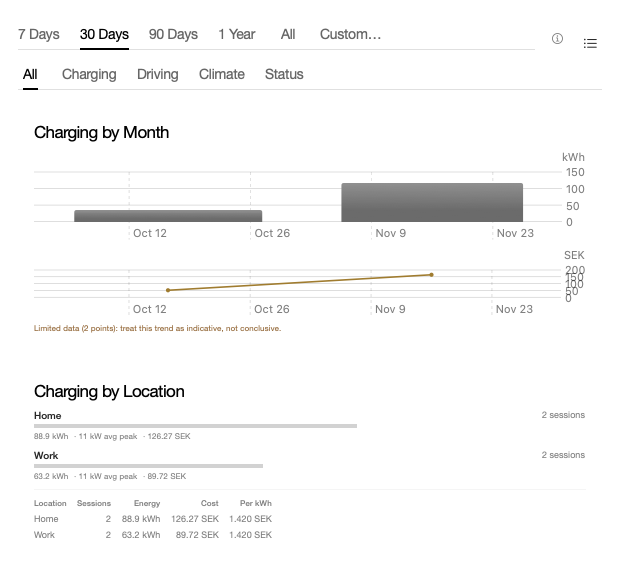 7 Days 30 Days 90 Days 1 Year All Custom...
All Charging Driving Climate Status
Charging by Month
kWh
150
100
50
0
Oct 12 Oct 26 Nov 9 Nov 23
SEK
200
150
100
50
0
Oct 12 Oct 26 Nov 9 Nov 23
Limited data (2 points): treat this trend as indicative, not conclusive.
Charging by Location
Home 2 sessions
88.9 kWh · 11 kW avg peak · 126.27 SEK
Work 2 sessions
63.2 kWh · 11 kW avg peak · 89.72 SEK
Location Sessions Energy Cost Per kWh
Home 2 88.9 kWh 126.27 SEK 1.420 SEK
Work 2 63.2 kWh 89.72 SEK 1.420 SEK